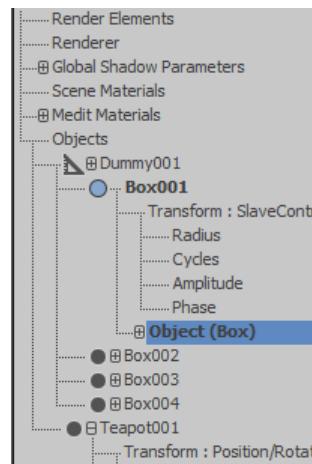 Render Elements
Renderer
Global Shadow Parameters
Scene Materials
Medit Materials
Objects
Dummy001
Box001
Transform : SlaveContr
Radius
Cycles
Amplitude
Phase
Object (Box)
Box002
Box003
Box004
Teapot001
Transform : Position/Rotat